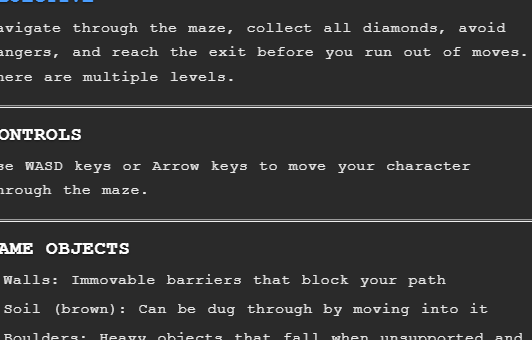 avigate through the maze, collect all diamonds, avoid
angers, and reach the exit before you run out of moves.
here are multiple levels.
ONTROLS
se WASD keys or Arrow keys to move your character
hrough the maze.
AME OBJECTS
Walls: Immovable barriers that block your path
Soil (brown): Can be dug through by moving into it
Boulders: Heavy objects that fall when unsupported and